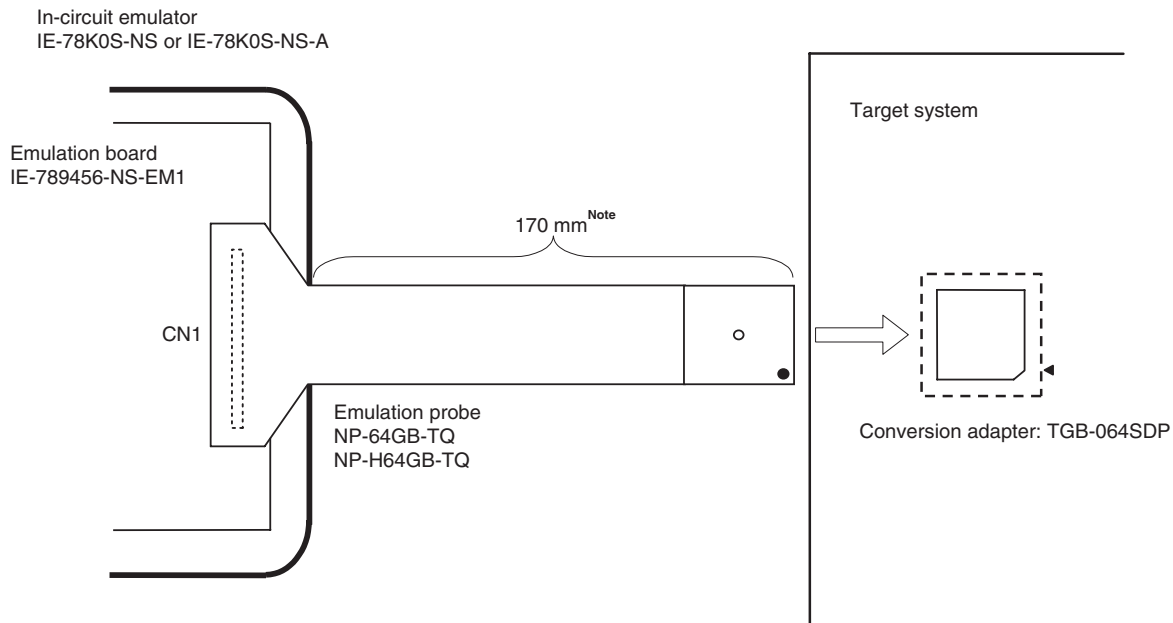 In-circuit emulator
IE-78K0S-NS or IE-78K0S-NS-A
Target system
Emulation board
IE-789456-NS-EM1
170 mm Note
CN1
Emulation probe
NP-64GB-TQ
NP-H64GB-TQ
Conversion adapter: TGB-064SDP